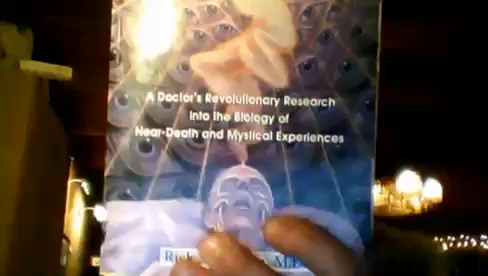 A Doctor's Revolutionary Research
into the Biology of
Near-Death and Mystical Experiences
Rick M.D.